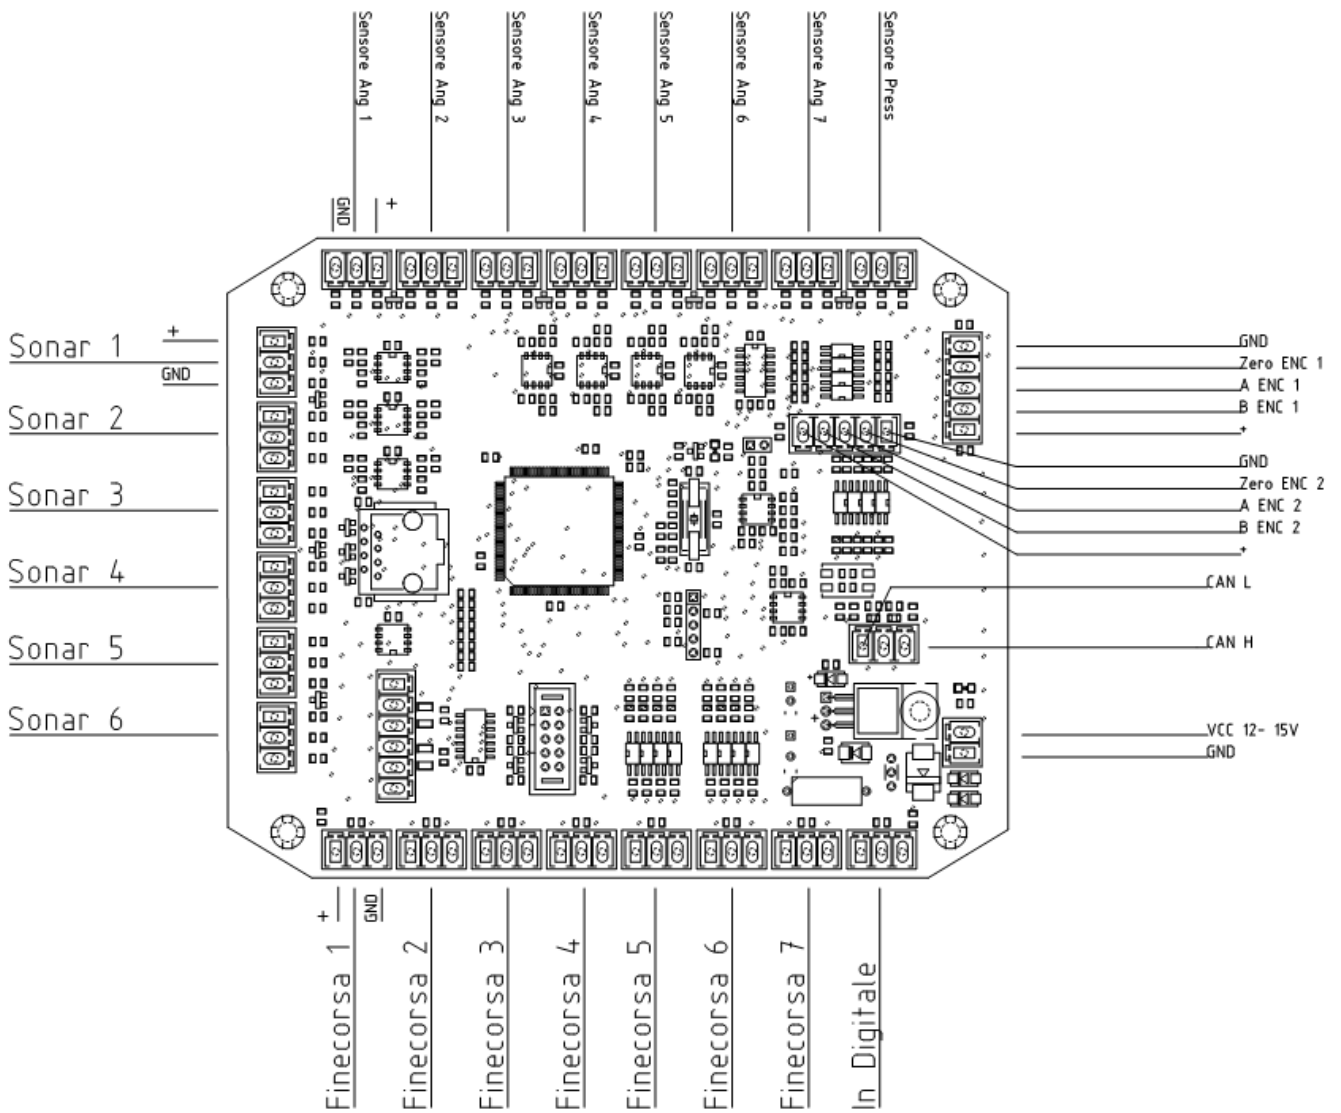 Sensore Ang 1
Sensore Ang 2
Sensore Ang 3
Sensore Ang 4
Sensore Ang 5
Sensore Ang 6
Sensore Ang 7
Sensore Press
GND
+
Sonar 1
+
GND
Sonar 2
Sonar 3
Sonar 4
Sonar 5
Sonar 6
GND
Zero ENC 1
A ENC 1
B ENC 1
+
GND
Zero ENC 2
A ENC 2
B ENC 2
+
CAN L
CAN H
VCC 12- 15V
GND
+
+
+
GND
Finecorsa 1
Finecorsa 2
Finecorsa 3
Finecorsa 4
Finecorsa 5
Finecorsa 6
Finecorsa 7
In Digitale